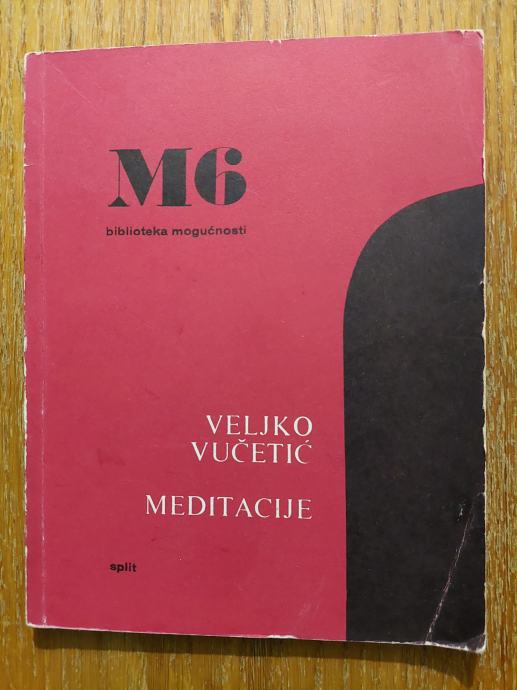 M6
biblioteka mogućnosti
VELJKO
VUČETIĆ
MEDITACIJE
split